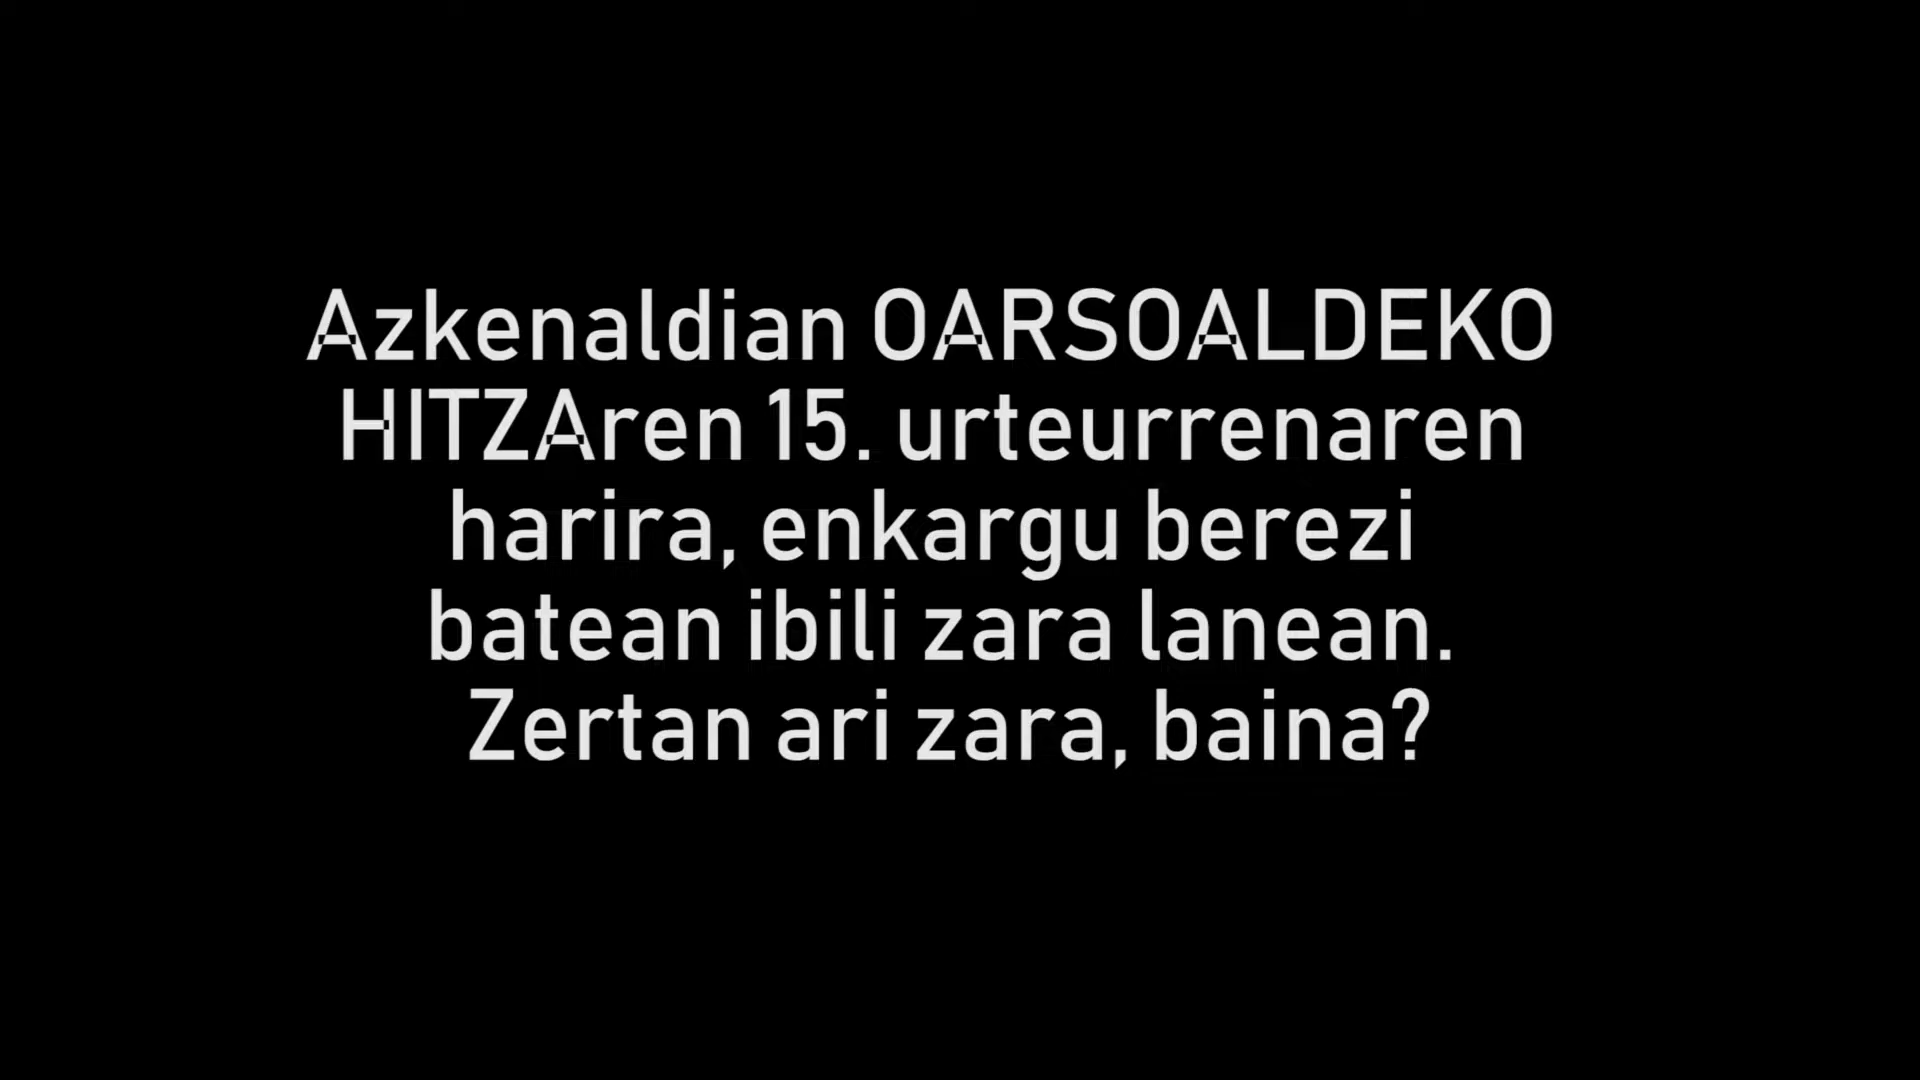 Azkenaldian OARSOALDEKO
HITZAren 15. urteurrenaren
harira, enkargu berezi
batean ibili zara lanean.
Zertan ari zara, baina?